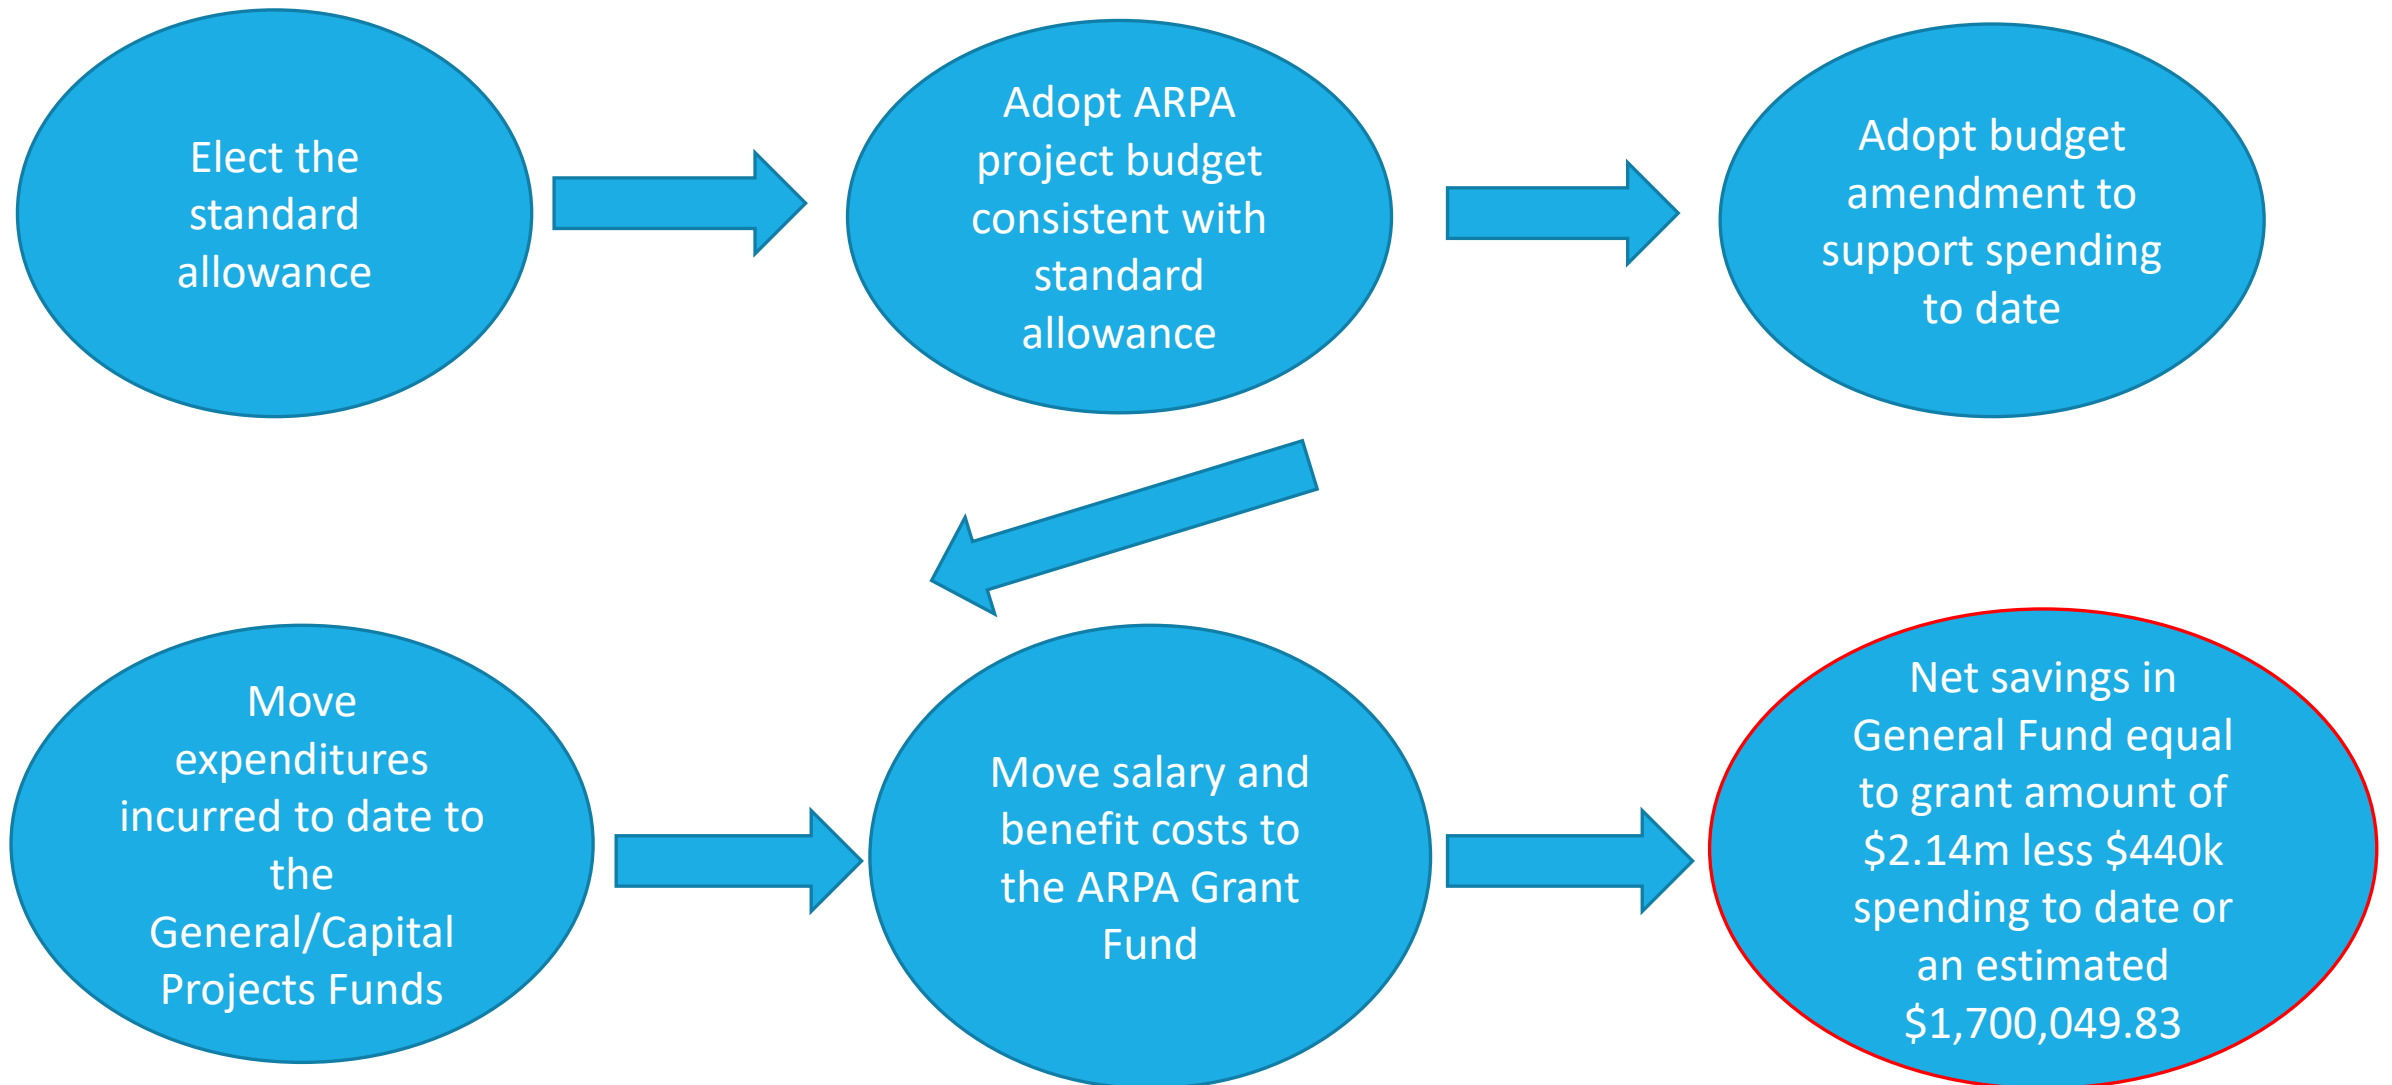 Elect the
standard
allowance
Adopt ARPA
project budget
consistent with
standard
allowance
Adopt budget
amendment to
support spending
to date
Move
expenditures
incurred to date to
the
General/Capital
Projects Funds
Move salary and
benefit costs to
the ARPA Grant
Fund
Net savings in
General Fund equal
to grant amount of
$2.14m less $440k
spending to date or
an estimated
$1,700,049.83